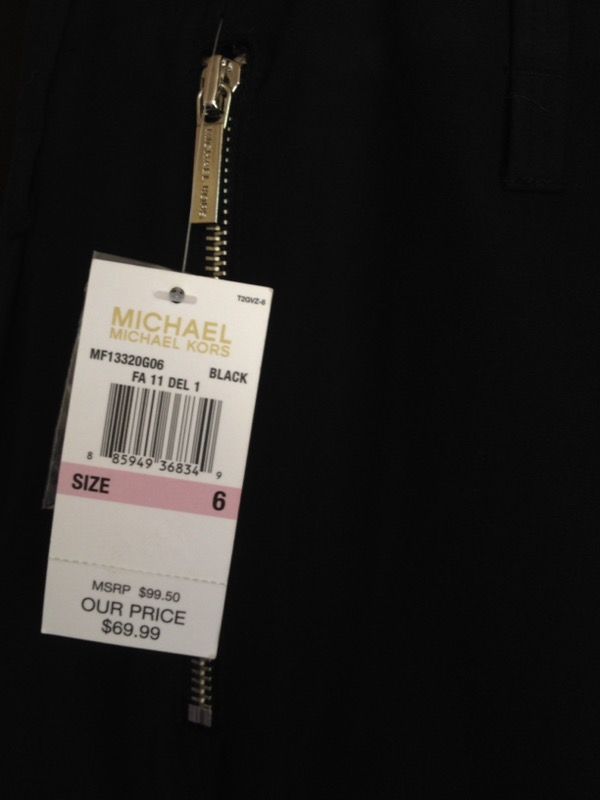 T2GVZ-6
MICHAEL
MICHAEL KORS
MF13320G06
BLACK
FA 11 DEL 1
8 85949 36834 9
SIZE 6
MSRP $99.50
OUR PRICE
$69.99